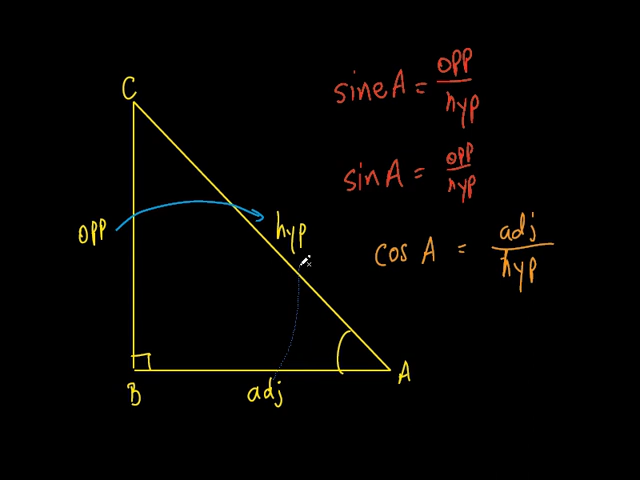 C
sine A = opp/hyp
sin A = opp/hyp
opp
hyp
cos A = adj/hyp
A
B
adj